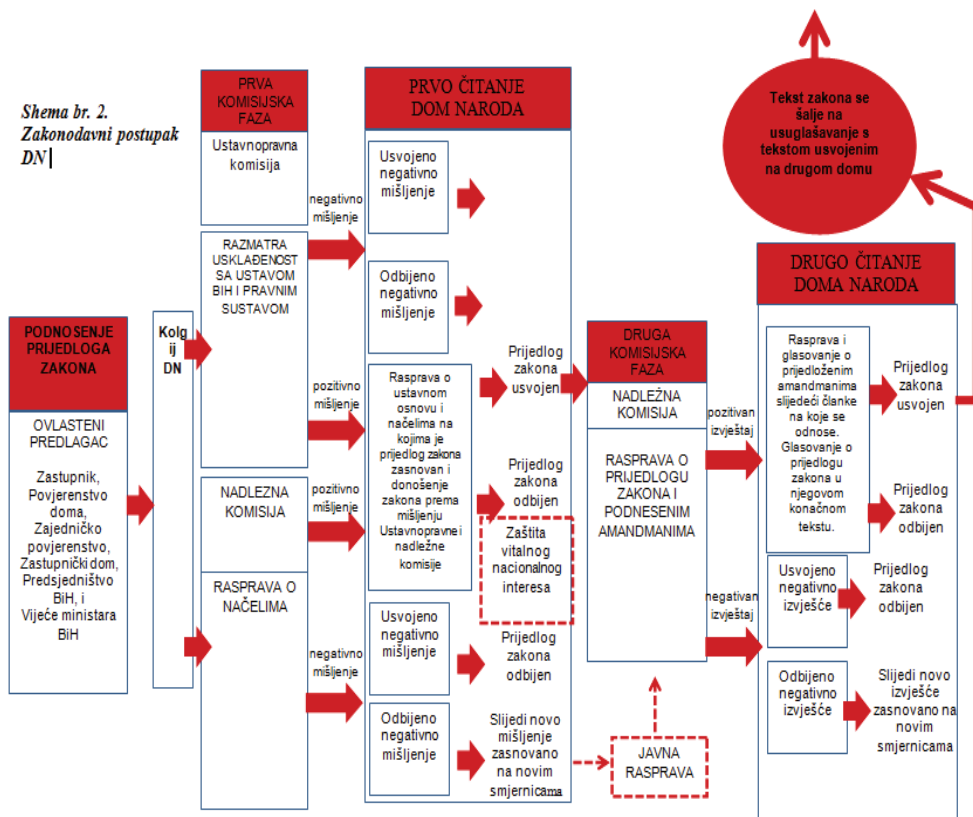 Shema br. 2.
Zakonodavni postupak
DN
PODNOSENJE
PRIJEDLOGA
ZAKONA
OVLASTENI
PREDLAGAC
Zastupnik,
Povjerenstvo
doma,
Zajedničko
povjerenstvo,
Zastupnički dom,
Predsjedništvo
BiH, i
Vijeće ministara
BiH
Kolg
ij
DN
PRVA
KOMISIJSKA
FAZA
Ustavnopravna
komisija
RAZMATRA
USKLAĐENOST
SA USTAVOM
BIH I PRAVNIM
SUSTAVOM
NADLEZNA
KOMISIJA
RASPRAVA O
NAČELIMA
negativno
mišljenje
pozitivno
mišljenje
pozitivno
mišljenje
negativno
mišljenje
PRVO ČITANJE
DOM NARODA
Usvojeno
negativno
mišljenje
Odbijeno
negativno
mišljenje
Rasprava o
ustavnom
osnovu i
načelima na
kojima je
prijedlog zakona
zasnovan i
donošenje
zakona prema
mišljenju
Ustavnopravne i
nadležne
komisije
Prijedlog
zakona
usvojen
Prijedlog
zakona
odbijen
Zaštita
vitalnog
nacionalnog
interesa
Usvojeno
negativno
mišljenje
Prijedlog
zakona
odbijen
Odbijeno
negativno
mišljenje
Slijedi novo
mišljenje
zasnovano
na novim
smjernicama
JAVNA
RASPRAVA
DRUGA
KOMISIJSKA
FAZA
NADLEŽNA
KOMISIJA
RASPRAVA O
PRIJEDLOGU
ZAKONA I
PODNESENIM
AMANDMANIMA
pozitivan
izvještaj
negativan
izvještaj
DRUGO ČITANJE
DOMA NARODA
Rasprava i
glasovanje o
prijedloženim
amandmanima
slijedeći članke
na koje se
odnose.
Glasovanje o
prijedlogu
zakona u
njegovom
konačnom
tekstu.
Prijedlog
zakona
usvojen
Prijedlog
zakona
odbijen
Usvojeno
negativno
izvješće
Prijedlog
zakona
odbijen
Odbijeno
negativno
izvješće
Slijedi novo
izvješće
zasnovano na
novim
smjernicama
Tekst zakona se
šalje na
usuglašavanje s
tekstom usvojenim
na drugom domu